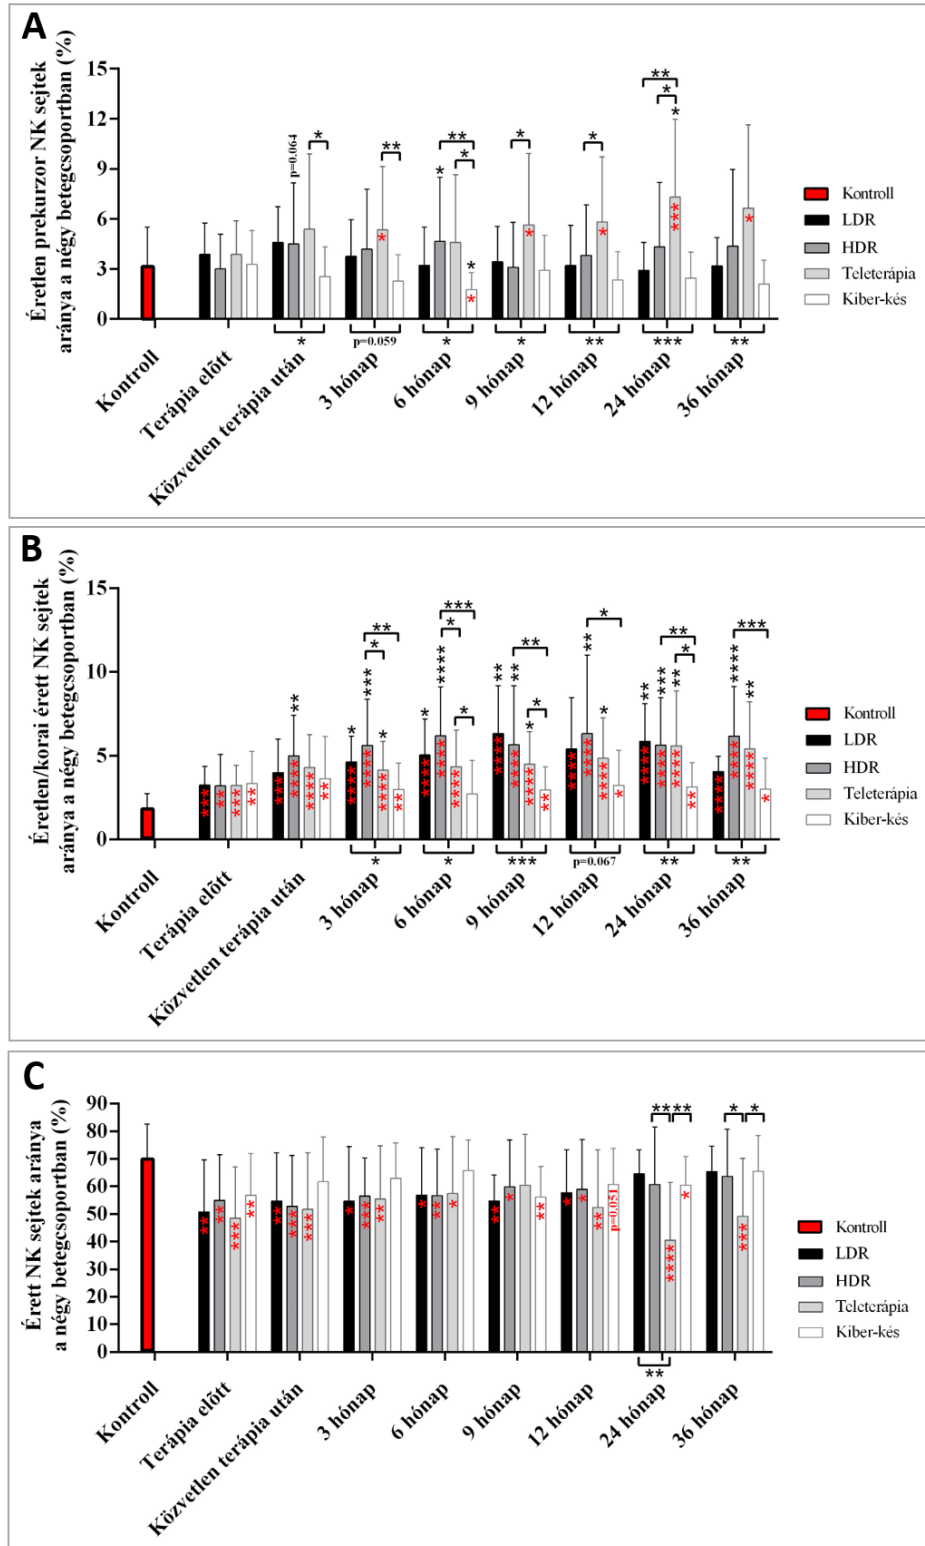 A
Éretlen prekurzor NK sejtek
aránya a négy betegcsoportban (%)
15
12
9
6
3
0
p=0.064
*
**
**
*
*
*
*
*
**
*
*
*
*
*
*
***
*
*
p=0.059
*
*
**
***
**
Kontroll
Terápia előtt
Közvetlen terápia után
3 hónap
6 hónap
9 hónap
12 hónap
24 hónap
36 hónap
Kontroll
LDR
HDR
Teleterápia
Kiber-kés
B
Éretlen/korai érett NK sejtek
aránya a négy betegcsoportban (%)
15
10
5
0
**
**
*
*
***
*
***
*
*
*
****
**
*
**
**
*
*
**
*
**
*
**
***
**
***
****
**
***
**
***
**
****
****
***
****
****
****
**
****
****
****
****
****
****
**
****
****
****
*
****
****
****
**
****
****
****
*
*
*
***
p=0.067
**
**
Kontroll
Terápia előtt
Közvetlen terápia után
3 hónap
6 hónap
9 hónap
12 hónap
24 hónap
36 hónap
Kontroll
LDR
HDR
Teleterápia
Kiber-kés
C
Érett NK sejtek aránya
a négy betegcsoportban (%)
90
80
70
60
50
40
30
20
10
0
**
**
*
*
**
**
***
**
**
***
***
*
***
**
*
**
*
**
*
**
*
*
**
p=0.051
****
*
***
**
Kontroll
Terápia előtt
Közvetlen terápia után
3 hónap
6 hónap
9 hónap
12 hónap
24 hónap
36 hónap
Kontroll
LDR
HDR
Teleterápia
Kiber-kés